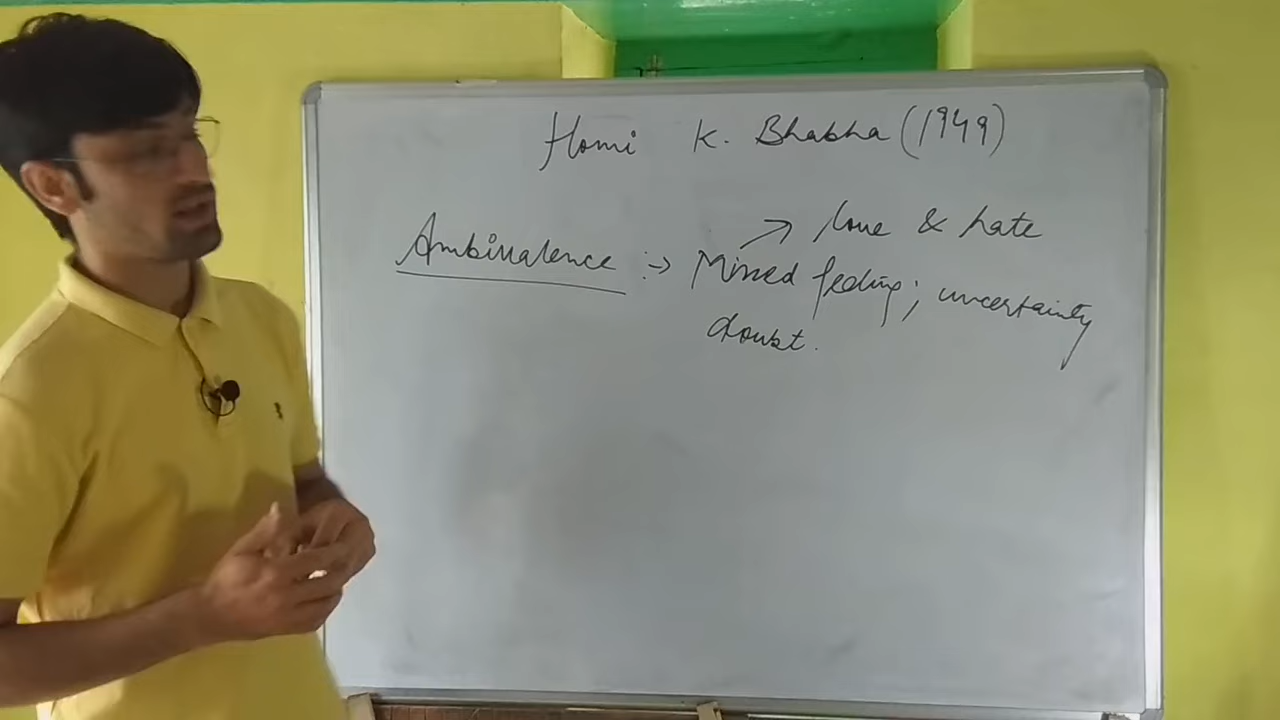 Homi K. Bhabha (1949)
love & hate
Ambivalence :→ Mixed feeling; uncertainty
doubt.